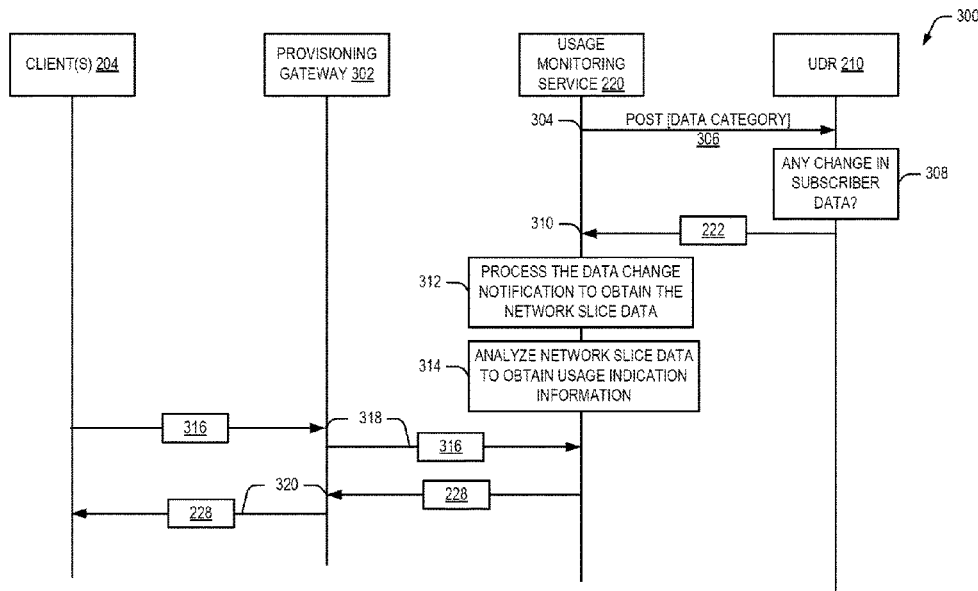 300
CLIENT(S) 204
PROVISIONING
GATEWAY 302
USAGE
MONITORING
SERVICE 220
UDR 210
304
POST [DATA CATEGORY]
306
ANY CHANGE IN
SUBSCRIBER
DATA?
308
310
222
312
PROCESS THE DATA CHANGE
NOTIFICATION TO OBTAIN THE
NETWORK SLICE DATA
314
ANALYZE NETWORK SLICE DATA
TO OBTAIN USAGE INDICATION
INFORMATION
316
318
316
320
228
228